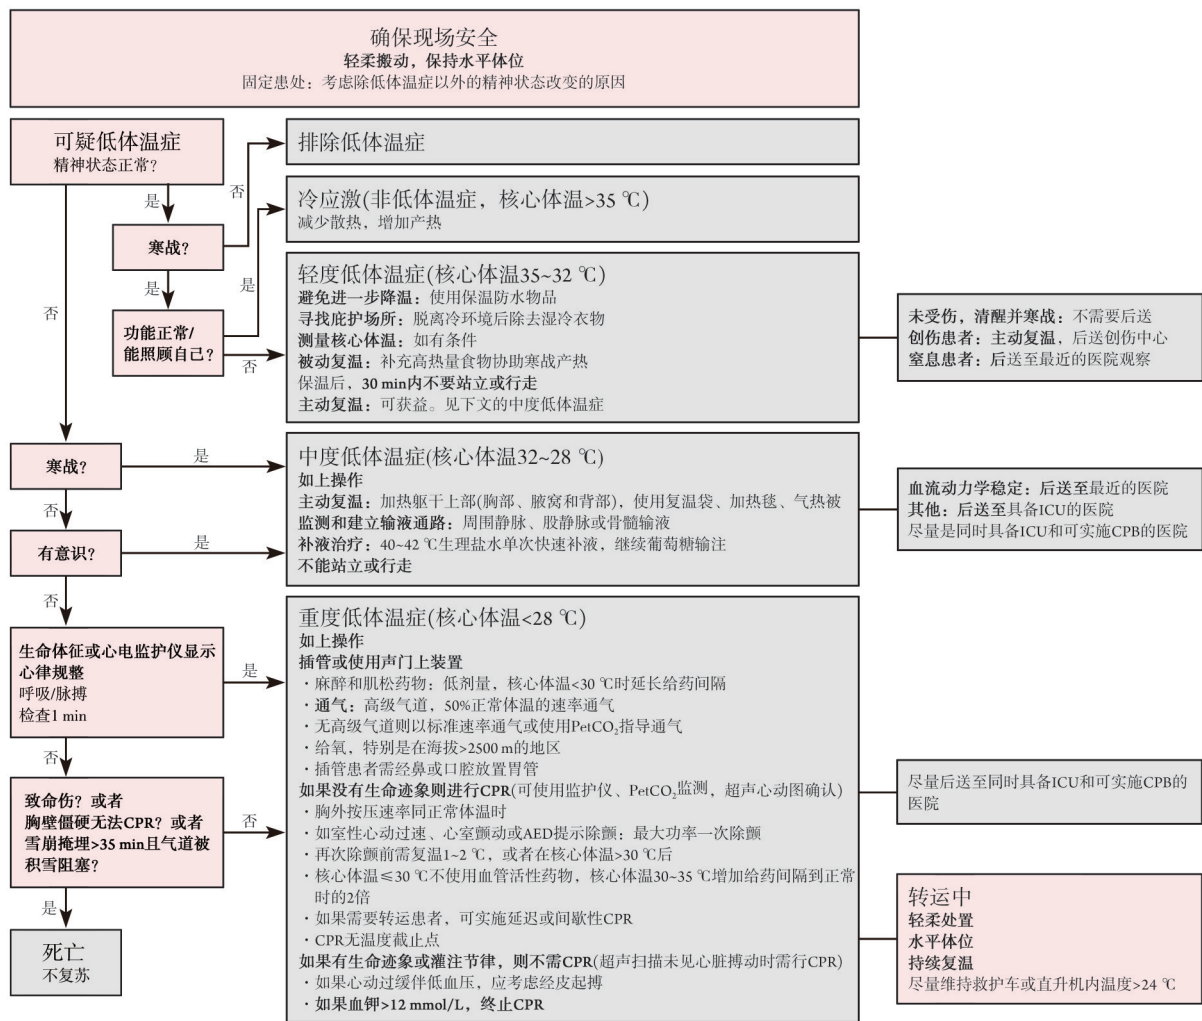 确保现场安全
轻柔搬动，保持水平体位
固定患处：考虑除低体温症以外的精神状态改变的原因
可疑低体温症
精神状态正常？
是
否
否
寒战？
是
是
功能正常/
能照顾自己？
否
排除低体温症
冷应激(非低体温症，核心体温>35 ℃)
减少散热，增加产热
轻度低体温症(核心体温35~32 ℃)
避免进一步降温：使用保温防水物品
寻找庇护场所：脱离冷环境后除去湿冷衣物
测量核心体温：如有条件
被动复温：补充高热量食物协助寒战产热
保温后，30 min内不要站立或行走
主动复温：可获益。见下文的中度低体温症
未受伤，清醒并寒战：不需要后送
创伤患者：主动复温，后送创伤中心
窒息患者：后送至最近的医院观察
寒战？
是
否
有意识？
是
否
中度低体温症(核心体温32~28 ℃)
如上操作
主动复温：加热躯干上部(胸部、腋窝和背部)，使用复温袋、加热毯、气热被
监测和建立输液通路：周围静脉、股静脉或骨髓输液
补液治疗：40~42 ℃生理盐水单次快速补液，继续葡萄糖输注
不能站立或行走
血流动力学稳定：后送至最近的医院
其他：后送至具备ICU的医院
尽量是同时具备ICU和可实施CPB的医院
生命体征或心电监护仪显示
心律规整
呼吸/脉搏
检查1 min
是
否
致命伤？或者
胸壁僵硬无法CPR？或者
雪崩掩埋>35 min且气道被
积雪阻塞？
否
是
死亡
不复苏
重度低体温症(核心体温<28 ℃)
如上操作
插管或使用声门上装置
·麻醉和肌松药物：低剂量，核心体温<30 ℃时延长给药间隔
·通气：高级气道，50%正常体温的速率通气
·无高级气道则以标准速率通气或使用PetCO₂指导通气
·给氧，特别是在海拔>2500 m的地区
·插管患者需经鼻或口腔放置胃管
如果没有生命迹象则进行CPR(可使用监护仪、PetCO₂监测，超声心动图确认)
·胸外按压速率同正常体温时
·如室性心动过速、心室颤动或AED提示除颤：最大功率一次除颤
·再次除颤前需复温1~2 ℃，或者在核心体温>30 ℃后
·核心体温≤30 ℃不使用血管活性药物，核心体温30~35 ℃增加给药间隔到正常
时的2倍
·如果需要转运患者，可实施延迟或间歇性CPR
·CPR无温度截止点
如果有生命迹象或灌注节律，则不需CPR(超声扫描未见心脏搏动时需行CPR)
·如果心动过缓伴低血压，应考虑经皮起搏
·如果血钾>12 mmol/L，终止CPR
尽量后送至同时具备ICU和可实施CPB的
医院
转运中
轻柔处置
水平体位
持续复温
尽量维持救护车或直升机内温度>24 ℃